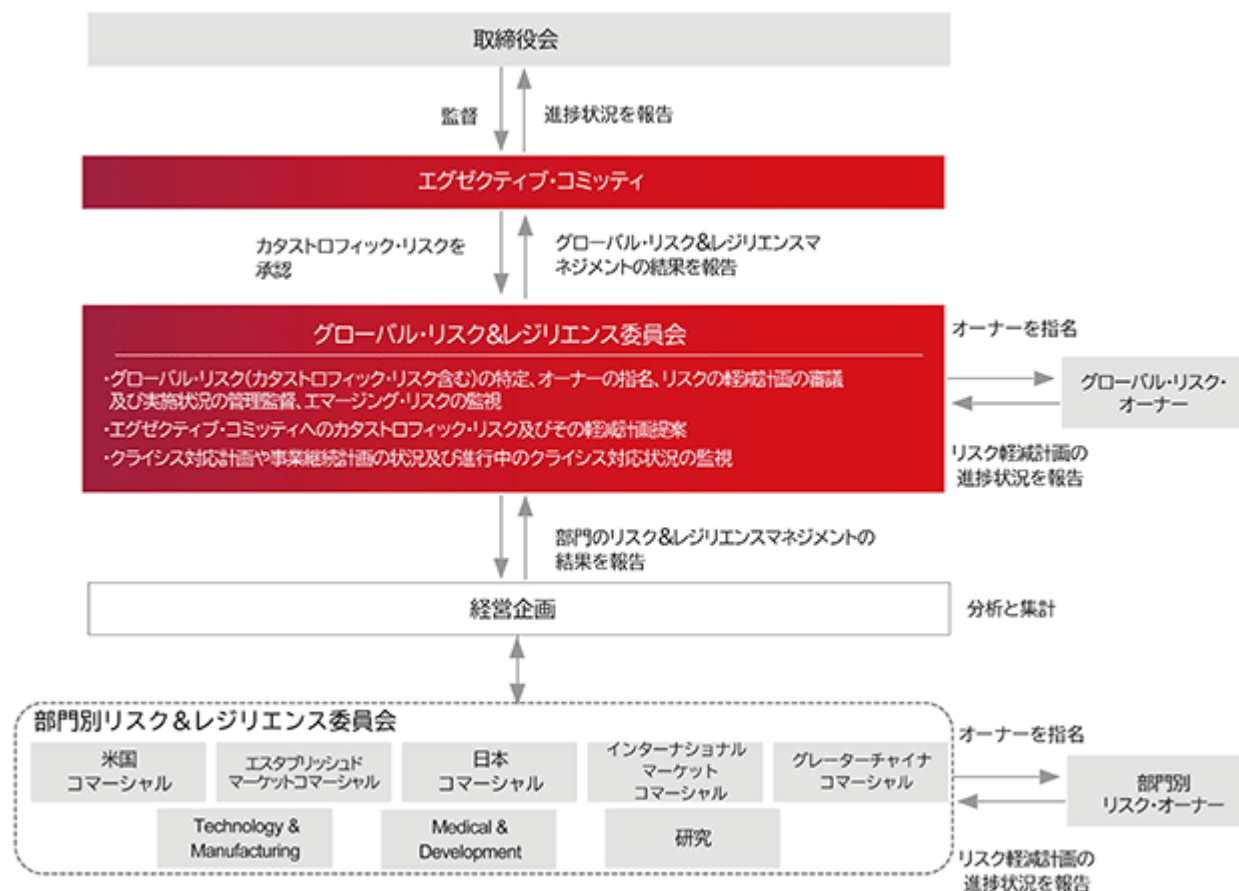 取締役会
監督
進捗状況を報告
エグゼクティブ・コミッティ
カタストロフィック・リスクを
承認
グローバル・リスク&レジリエンスマ
ネジメントの結果を報告
グローバル・リスク&レジリエンス委員会
・グローバル・リスク(カタストロフィック・リスク含む)の特定、オーナーの指名、リスクの軽減計画の審議
及び実施状況の管理監督、エマージング・リスクの監視
・エグゼクティブ・コミッティへのカタストロフィック・リスク及びその軽減計画提案
・クライシス対応計画や事業継続計画の状況及び進行中のクライシス対応状況の監視
オーナーを指名
グローバル・リスク・
オーナー
リスク軽減計画の
進捗状況を報告
部門のリスク&レジリエンスマネジメントの
結果を報告
経営企画
分析と集計
部門別リスク&レジリエンス委員会
米国
コマーシャル
エスタブリッシュド
マーケットコマーシャル
日本
コマーシャル
インターナショナル
マーケット
コマーシャル
グレーターチャイナ
コマーシャル
Technology &
Manufacturing
Medical &
Development
研究
オーナーを指名
部門別
リスク・オーナー
リスク軽減計画の
進捗状況を報告